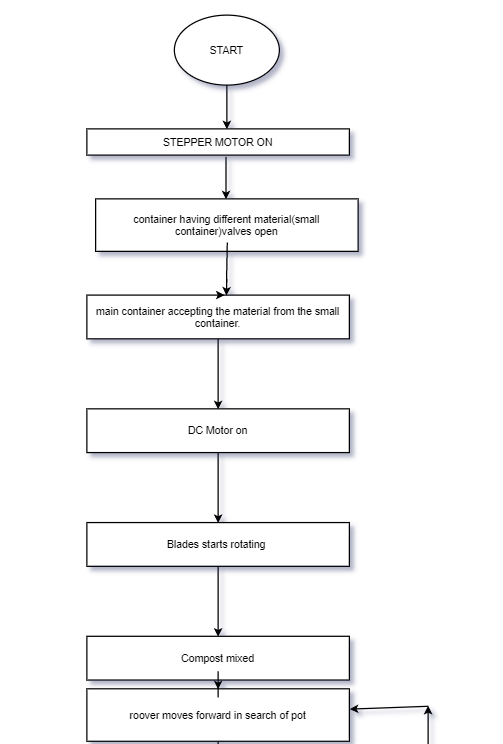 START
STEPPER MOTOR ON
container having different material(small
container)valves open
main container accepting the material from the small
container.
DC Motor on
Blades starts rotating
Compost mixed
roover moves forward in search of pot